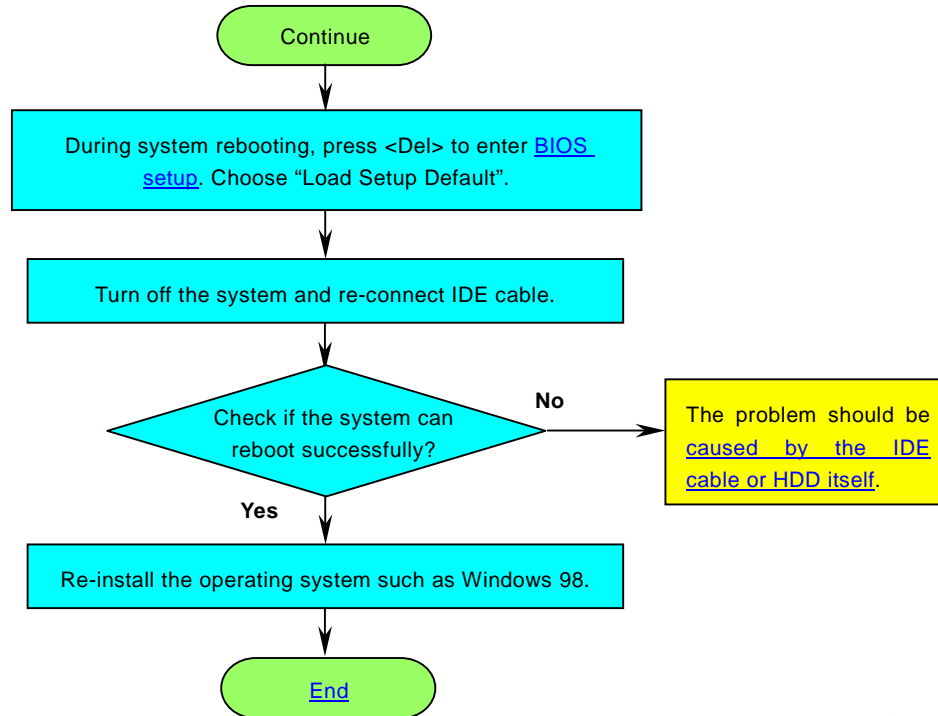 Continue
During system rebooting, press <Del> to enter BIOS
setup. Choose “Load Setup Default”.
Turn off the system and re-connect IDE cable.
Check if the system can
reboot successfully?
No
The problem should be
caused by the IDE
cable or HDD itself.
Yes
Re-install the operating system such as Windows 98.
End